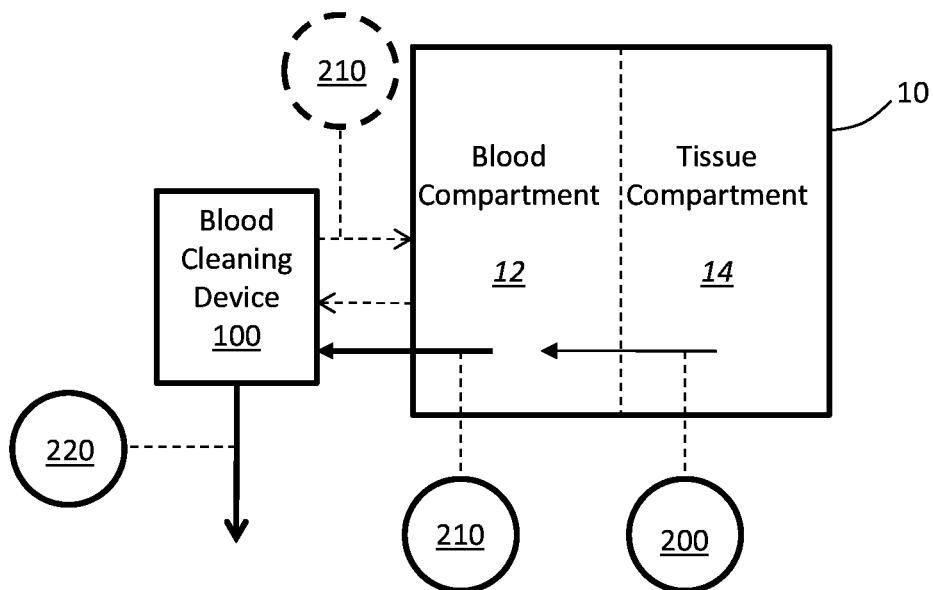 210
10
Blood
Compartment
Tissue
Compartment
Blood
Cleaning
Device
100
12
14
220
210
200